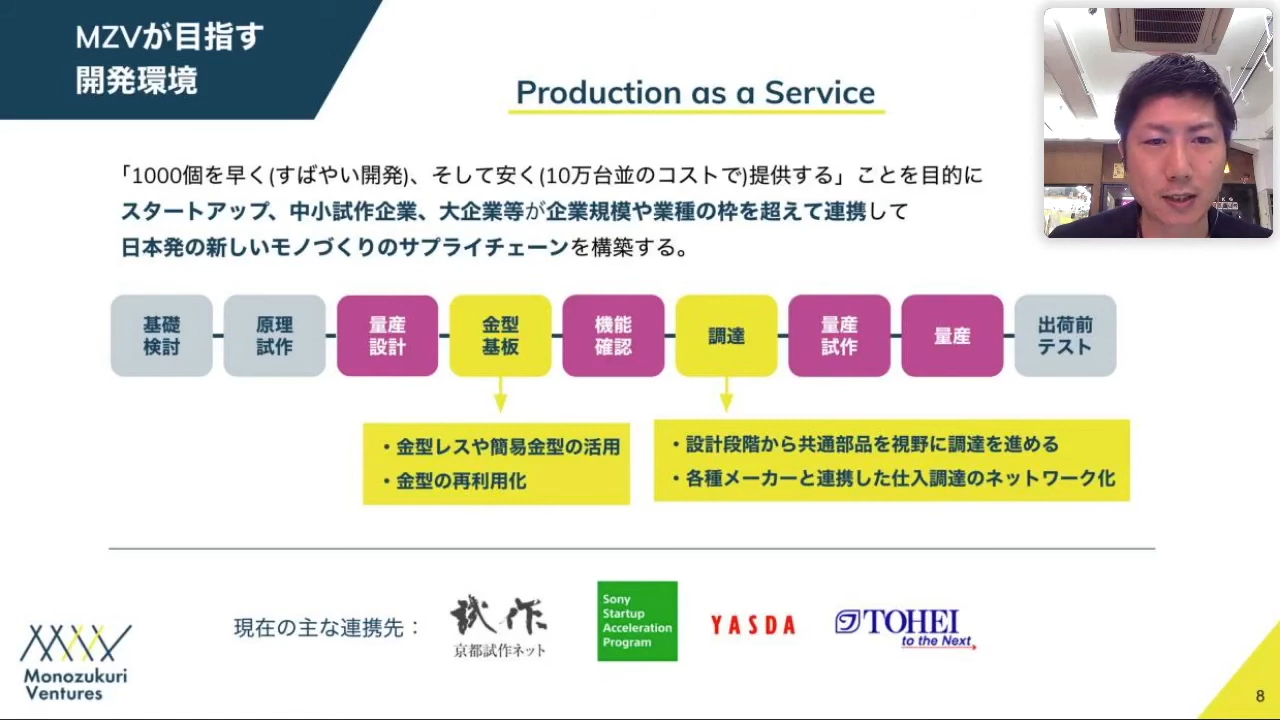 MZVが目指す
開発環境
Production as a Service
「1000個を早く(すばやい開発)、そして安く(10万台並のコストで)提供する」ことを目的に
スタートアップ、中小試作企業、大企業等が企業規模や業種の枠を超えて連携して
日本発の新しいモノづくりのサプライチェーンを構築する。
基礎
検討
原理
試作
量産
設計
金型
基板
機能
確認
調達
量産
試作
量産
出荷前
テスト
・金型レスや簡易金型の活用
・金型の再利用化
・設計段階から共通部品を視野に調達を進める
・各種メーカーと連携した仕入調達のネットワーク化
現在の主な連携先：
試作
京都試作ネット
Sony
Startup
Acceleration
Program
YASDA
TOHEI
to the Next
Monozukuri
Ventures
8